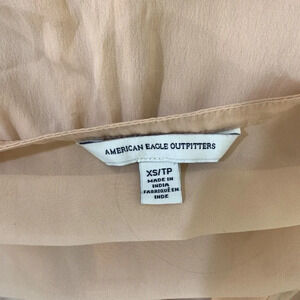 AMERICAN EAGLE OUTFITTERS
XS/TP
MADE IN
INDIA
FABRIQUÉ EN
INDE